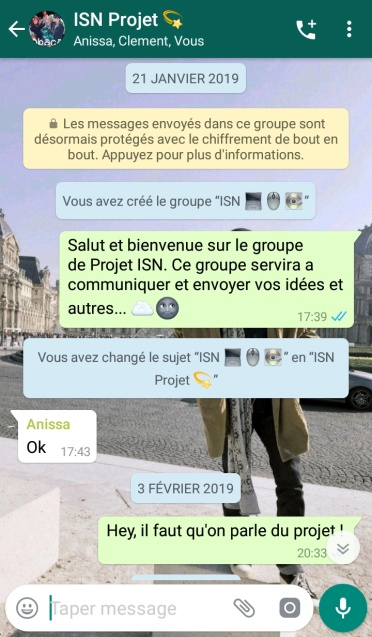 ISN Projet 💫
Anissa, Clement, Vous
21 JANVIER 2019
🔒 Les messages envoyés dans ce groupe sont
désormais protégés avec le chiffrement de bout en
bout. Appuyez pour plus d'informations.
Vous avez créé le groupe “ISN 💻 🖱 💽”
Salut et bienvenue sur le groupe
de Projet ISN. Ce groupe servira a
communiquer et envoyer vos idées et
autres... ☁️🌚
17:39
Vous avez changé le sujet “ISN 💻 🖱 💽” en “ISN
Projet 💫”
Anissa
Ok 17:43
3 FÉVRIER 2019
Hey, il faut qu'on parle du projet !
20:33
Taper message